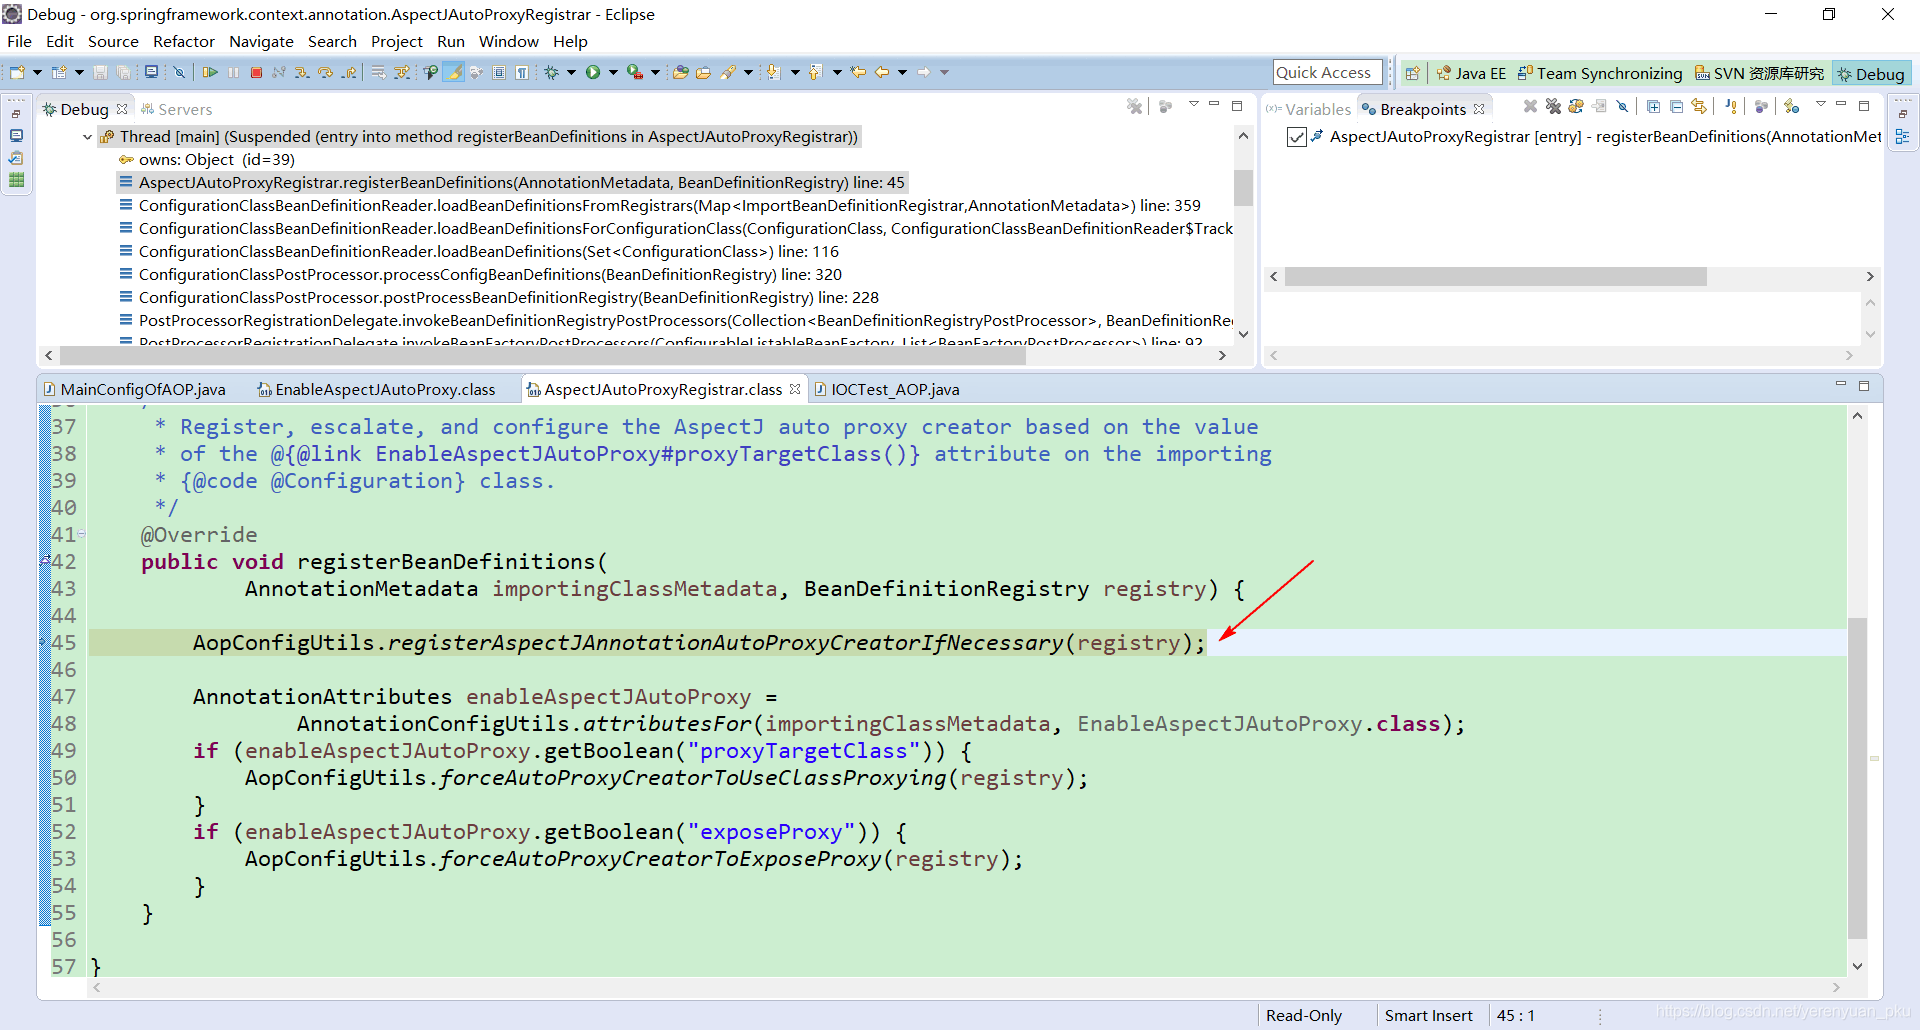 Debug - org.springframework.context.annotation.AspectJAutoProxyRegistrar - Eclipse
File Edit Source Refactor Navigate Search Project Run Window Help
Quick Access
Java EE Team Synchronizing SVN 资源库研究 Debug
Debug Servers
Thread [main] (Suspended (entry into method registerBeanDefinitions in AspectJAutoProxyRegistrar))
owns: Object (id=39)
AspectJAutoProxyRegistrar.registerBeanDefinitions(AnnotationMetadata, BeanDefinitionRegistry) line: 45
ConfigurationClassBeanDefinitionReader.loadBeanDefinitionsFromRegistrars(Map<ImportBeanDefinitionRegistrar,AnnotationMetadata>) line: 359
ConfigurationClassBeanDefinitionReader.loadBeanDefinitionsForConfigurationClass(ConfigurationClass, ConfigurationClassBeanDefinitionReader$Track
ConfigurationClassBeanDefinitionReader.loadBeanDefinitions(Set<ConfigurationClass>) line: 116
ConfigurationClassPostProcessor.processConfigBeanDefinitions(BeanDefinitionRegistry) line: 320
ConfigurationClassPostProcessor.postProcessBeanDefinitionRegistry(BeanDefinitionRegistry) line: 228
PostProcessorRegistrationDelegate.invokeBeanDefinitionRegistryPostProcessors(Collection<BeanDefinitionRegistryPostProcessor>, BeanDefinitionRe
PostProcessorRegistrationDelegate.invokeBeanFactoryPostProcessors(ConfigurableListableBeanFactory, List<BeanFactoryPostProcessor>) line: 92
(x)= Variables Breakpoints
AspectJAutoProxyRegistrar [entry] - registerBeanDefinitions(AnnotationMet
MainConfigOfAOP.java EnableAspectJAutoProxy.class AspectJAutoProxyRegistrar.class IOCTest_AOP.java
37 * Register, escalate, and configure the AspectJ auto proxy creator based on the value
38 * of the @{@link EnableAspectJAutoProxy#proxyTargetClass()} attribute on the importing
39 * {@code @Configuration} class.
40 */
41 @Override
42 public void registerBeanDefinitions(
43 AnnotationMetadata importingClassMetadata, BeanDefinitionRegistry registry) {
44
45 AopConfigUtils.registerAspectJAnnotationAutoProxyCreatorIfNecessary(registry);
46
47 AnnotationAttributes enableAspectJAutoProxy =
48 AnnotationConfigUtils.attributesFor(importingClassMetadata, EnableAspectJAutoProxy.class);
49 if (enableAspectJAutoProxy.getBoolean("proxyTargetClass")) {
50 AopConfigUtils.forceAutoProxyCreatorToUseClassProxying(registry);
51 }
52 if (enableAspectJAutoProxy.getBoolean("exposeProxy")) {
53 AopConfigUtils.forceAutoProxyCreatorToExposeProxy(registry);
54 }
55 }
56
57 }
Read-Only Smart Insert 45 : 1
https://blog.csdn.net/yerenyuan_pku